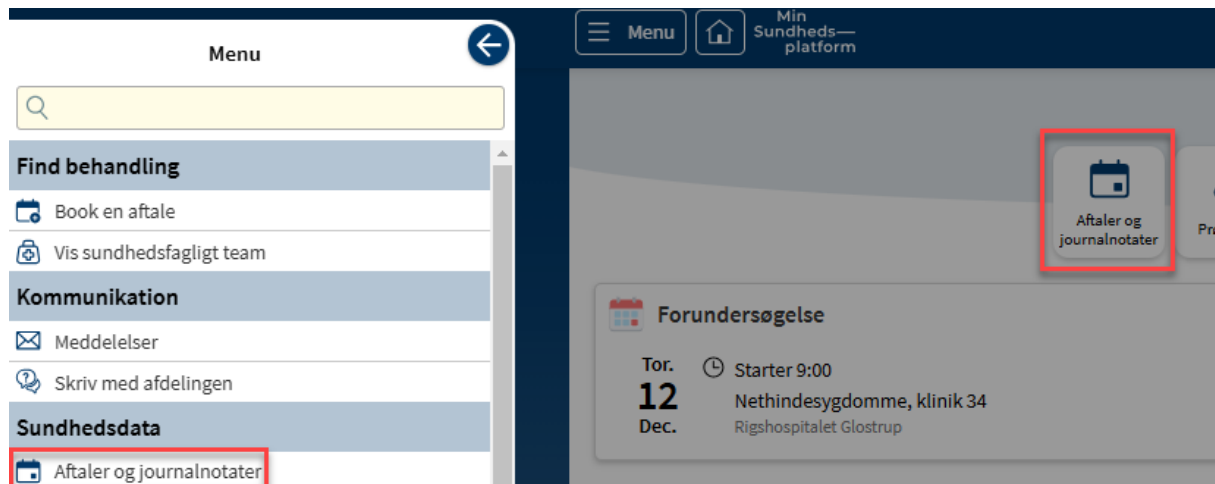 Menu
Find behandling
Book en aftale
Vis sundhedsfagligt team
Kommunikation
Meddelelser
Skriv med afdelingen
Sundhedsdata
Aftaler og journalnotater
Menu
Min
Sundheds—
platform
Aftaler og
journalnotater
Forundersøgelse
Tor.
12
Dec.
Starter 9:00
Nethindesygdomme, klinik 34
Rigshospitalet Glostrup